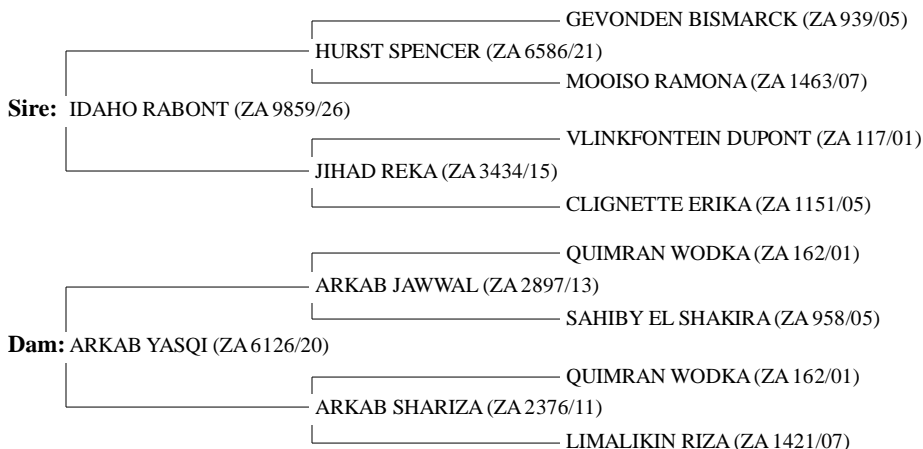 GEVONDEN BISMARCK (ZA 939/05)
HURST SPENCER (ZA 6586/21)
MOOISO RAMONA (ZA 1463/07)
Sire: IDAHO RABONT (ZA 9859/26)
VLINKFONTEIN DUPONT (ZA 117/01)
JIHAD REKA (ZA 3434/15)
CLIGNETTE ERIKA (ZA 1151/05)
QUIMRAN WODKA (ZA 162/01)
ARKAB JAWWAL (ZA 2897/13)
SAHIBY EL SHAKIRA (ZA 958/05)
Dam: ARKAB YASQI (ZA 6126/20)
QUIMRAN WODKA (ZA 162/01)
ARKAB SHARIZA (ZA 2376/11)
LIMALIKIN RIZA (ZA 1421/07)